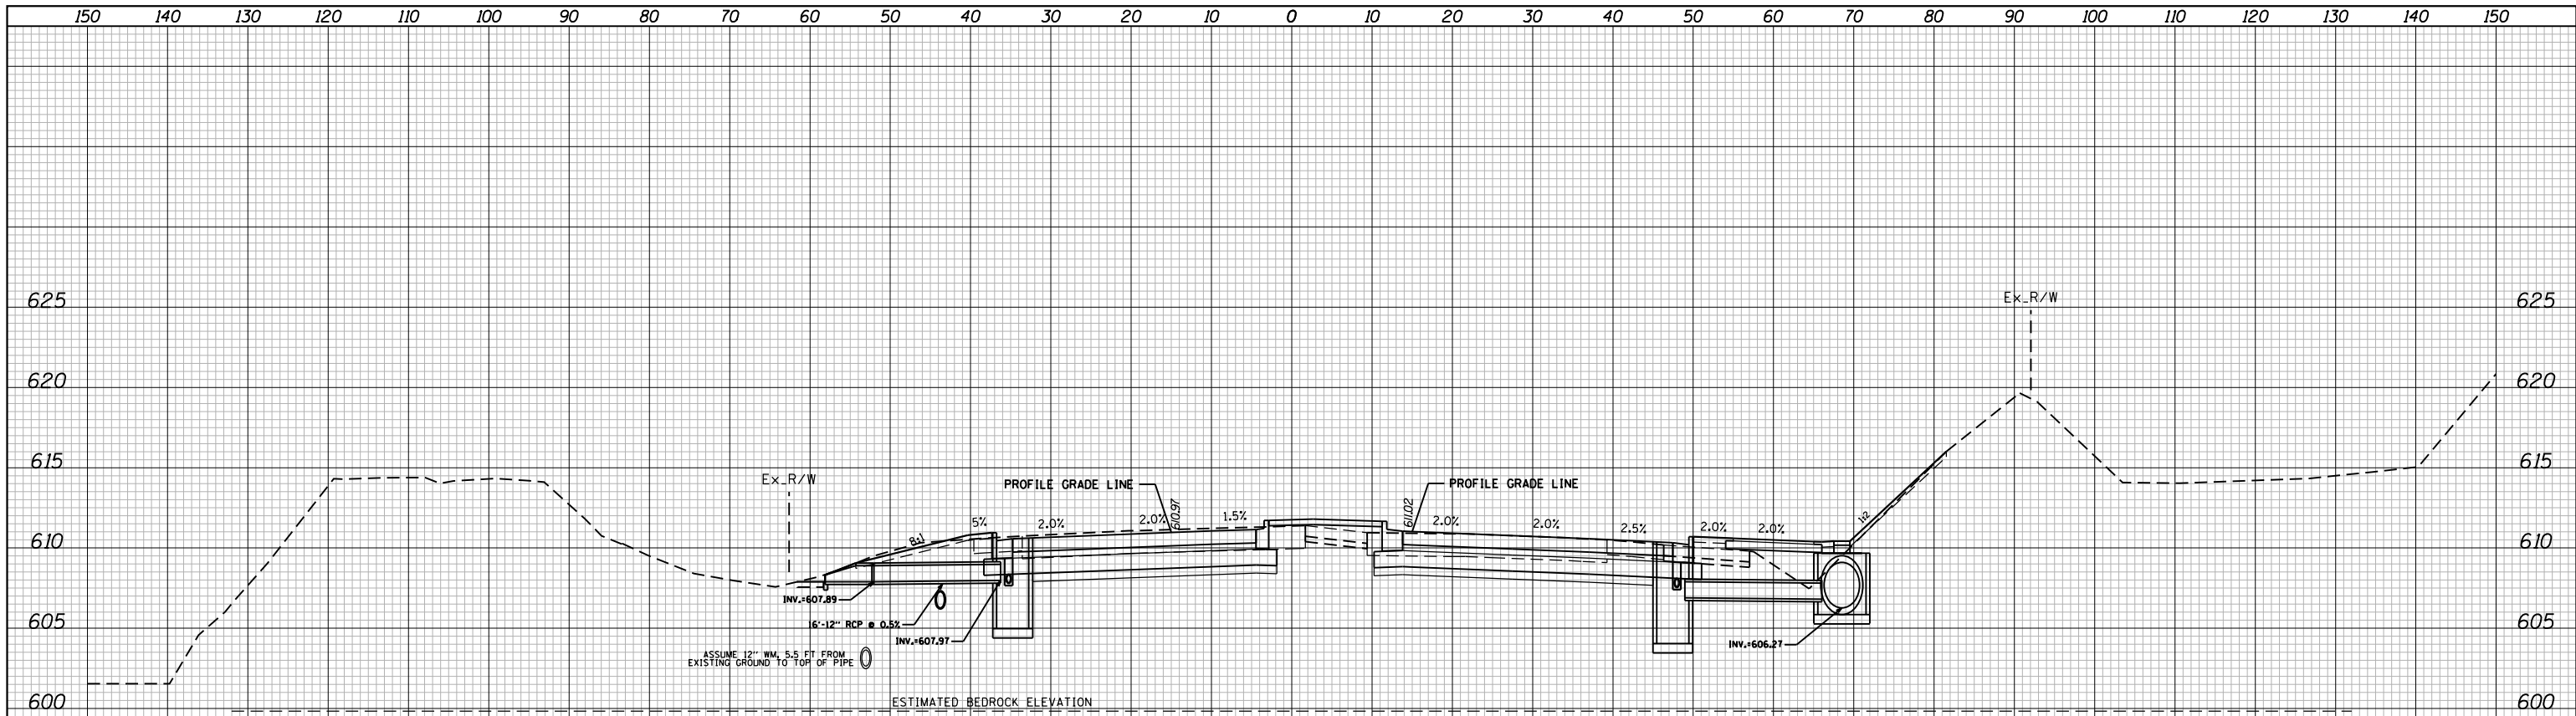 150 140 130 120 110 100 90 80 70 60 50 40 30 20 10 0 10 20 30 40 50 60 70 80 90 100 110 120 130 140 150
625 Ex_R/W 625
620 620
615 Ex_R/W 615
PROFILE GRADE LINE PROFILE GRADE LINE
610.97 611.02
8:1 5% 2.0% 2.0% 1.5% 2.0% 2.0% 2.5% 2.0% 2.0% 1:2
610 610
INV.=607.89
605 16'-12" RCP @ 0.5% 605
INV.=607.97 INV.=606.27
ASSUME 12" WM, 5.5 FT FROM
EXISTING GROUND TO TOP OF PIPE
600 ESTIMATED BEDROCK ELEVATION 600